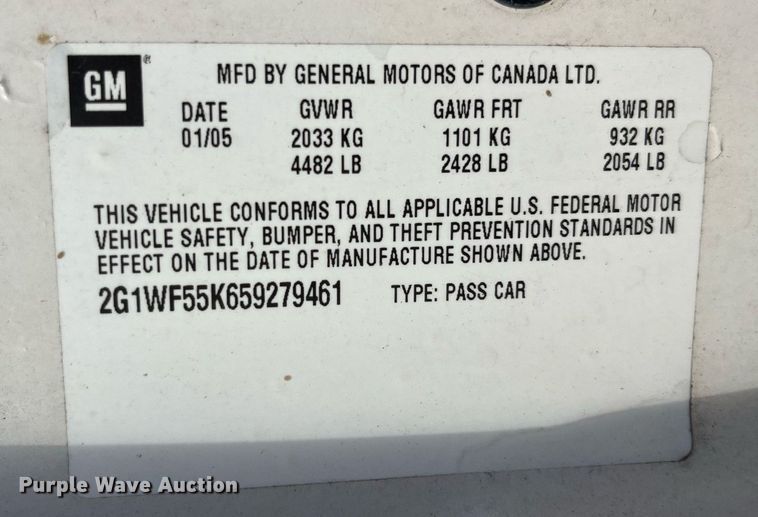 GM®
MFD BY GENERAL MOTORS OF CANADA LTD.
DATE GVWR GAWR FRT GAWR RR
01/05 2033 KG 1101 KG 932 KG
4482 LB 2428 LB 2054 LB
THIS VEHICLE CONFORMS TO ALL APPLICABLE U.S. FEDERAL MOTOR
VEHICLE SAFETY, BUMPER, AND THEFT PREVENTION STANDARDS IN
EFFECT ON THE DATE OF MANUFACTURE SHOWN ABOVE.
2G1WF55K659279461 TYPE: PASS CAR
Purple Wave Auction